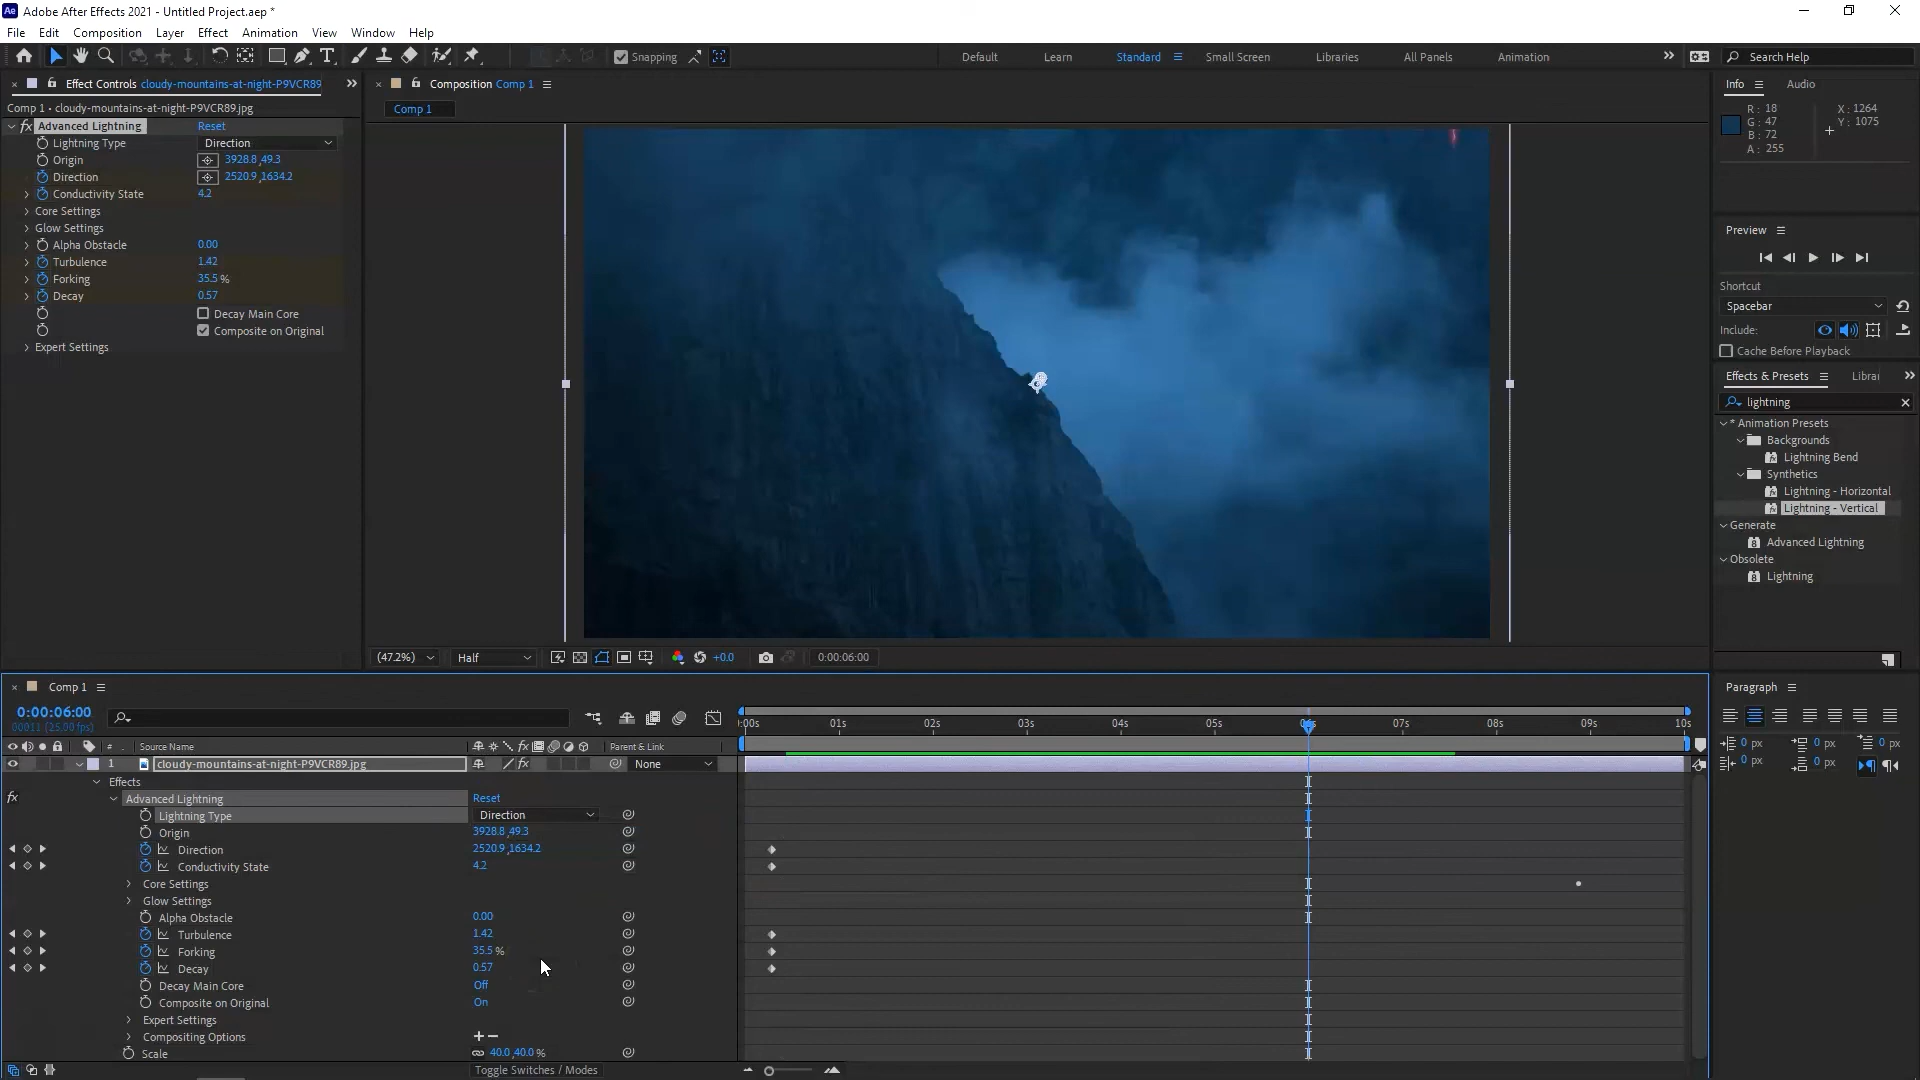 Ae Adobe After Effects 2021 - Untitled Project.aep *
File Edit Composition Layer Effect Animation View Window Help
Snapping Default Learn Standard Small Screen Libraries All Panels Animation Search Help
Effect Controls cloudy-mountains-at-night-P9VCR89
Comp 1 • cloudy-mountains-at-night-P9VCR89.jpg
fx Advanced Lightning Reset
Lightning Type Direction
Origin 3928.8,49.3
Direction 2520.9,1634.2
Conductivity State 4.2
Core Settings
Glow Settings
Alpha Obstacle 0.00
Turbulence 1.42
Forking 35.5 %
Decay 0.57
Decay Main Core
Composite on Original
Expert Settings
Composition Comp 1
Comp 1
(47.2%) Half +0.0 0:00:06:00
Info Audio
R : 18 X : 1264
G : 47 Y : 1075
B : 72
A : 255
Preview
Shortcut
Spacebar
Include:
Cache Before Playback
Effects & Presets Librai
lightning
* Animation Presets
Backgrounds
Lightning Bend
Synthetics
Lightning - Horizontal
Lightning - Vertical
Generate
Advanced Lightning
Obsolete
Lightning
Paragraph
0 px 0 px 0 px
0 px 0 px
Comp 1
0:00:06:00
:00s 01s 02s 03s 04s 05s 07s 08s 09s 10s
# Source Name fx Parent & Link
1 cloudy-mountains-at-night-P9VCR89.jpg fx None
Effects
fx Advanced Lightning Reset
Lightning Type Direction
Origin 3928.8,49.3
Direction 2520.9,1634.2
Conductivity State 4.2
Core Settings
Glow Settings
Alpha Obstacle 0.00
Turbulence 1.42
Forking 35.5 %
Decay 0.57
Decay Main Core Off
Composite on Original On
Expert Settings
Compositing Options + −
Scale 40.0,40.0 %
Toggle Switches / Modes